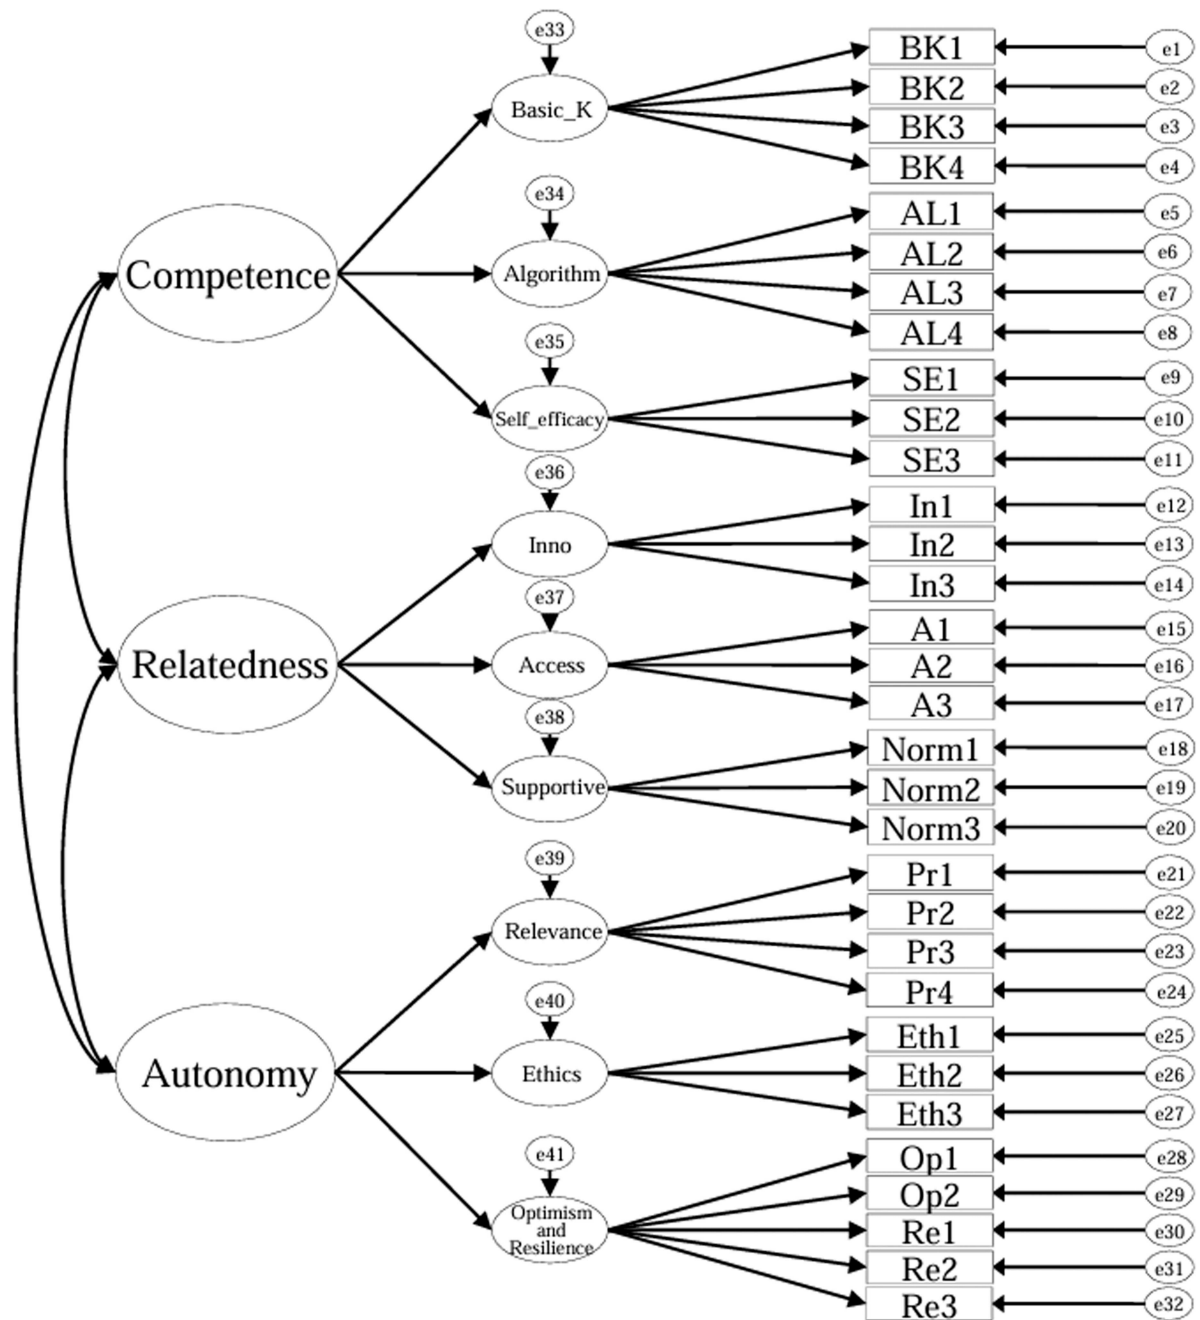 e33
Basic_K
BK1
e1
BK2
e2
BK3
e3
BK4
e4
e34
Competence
Algorithm
AL1
e5
AL2
e6
AL3
e7
AL4
e8
e35
Self_efficacy
SE1
e9
SE2
e10
SE3
e11
e36
Inno
In1
e12
In2
e13
In3
e14
e37
Relatedness
Access
A1
e15
A2
e16
A3
e17
e38
Supportive
Norm1
e18
Norm2
e19
Norm3
e20
e39
Relevance
Pr1
e21
Pr2
e22
Pr3
e23
Pr4
e24
e40
Autonomy
Ethics
Eth1
e25
Eth2
e26
Eth3
e27
e41
Optimism
and
Resilience
Op1
e28
Op2
e29
Re1
e30
Re2
e31
Re3
e32